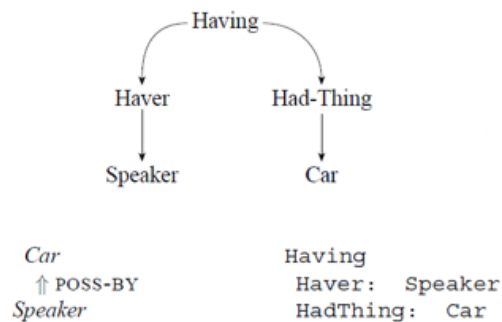 Having
Haver Had-Thing
Speaker Car
Car Having
⇑ POSS-BY Haver: Speaker
Speaker HadThing: Car